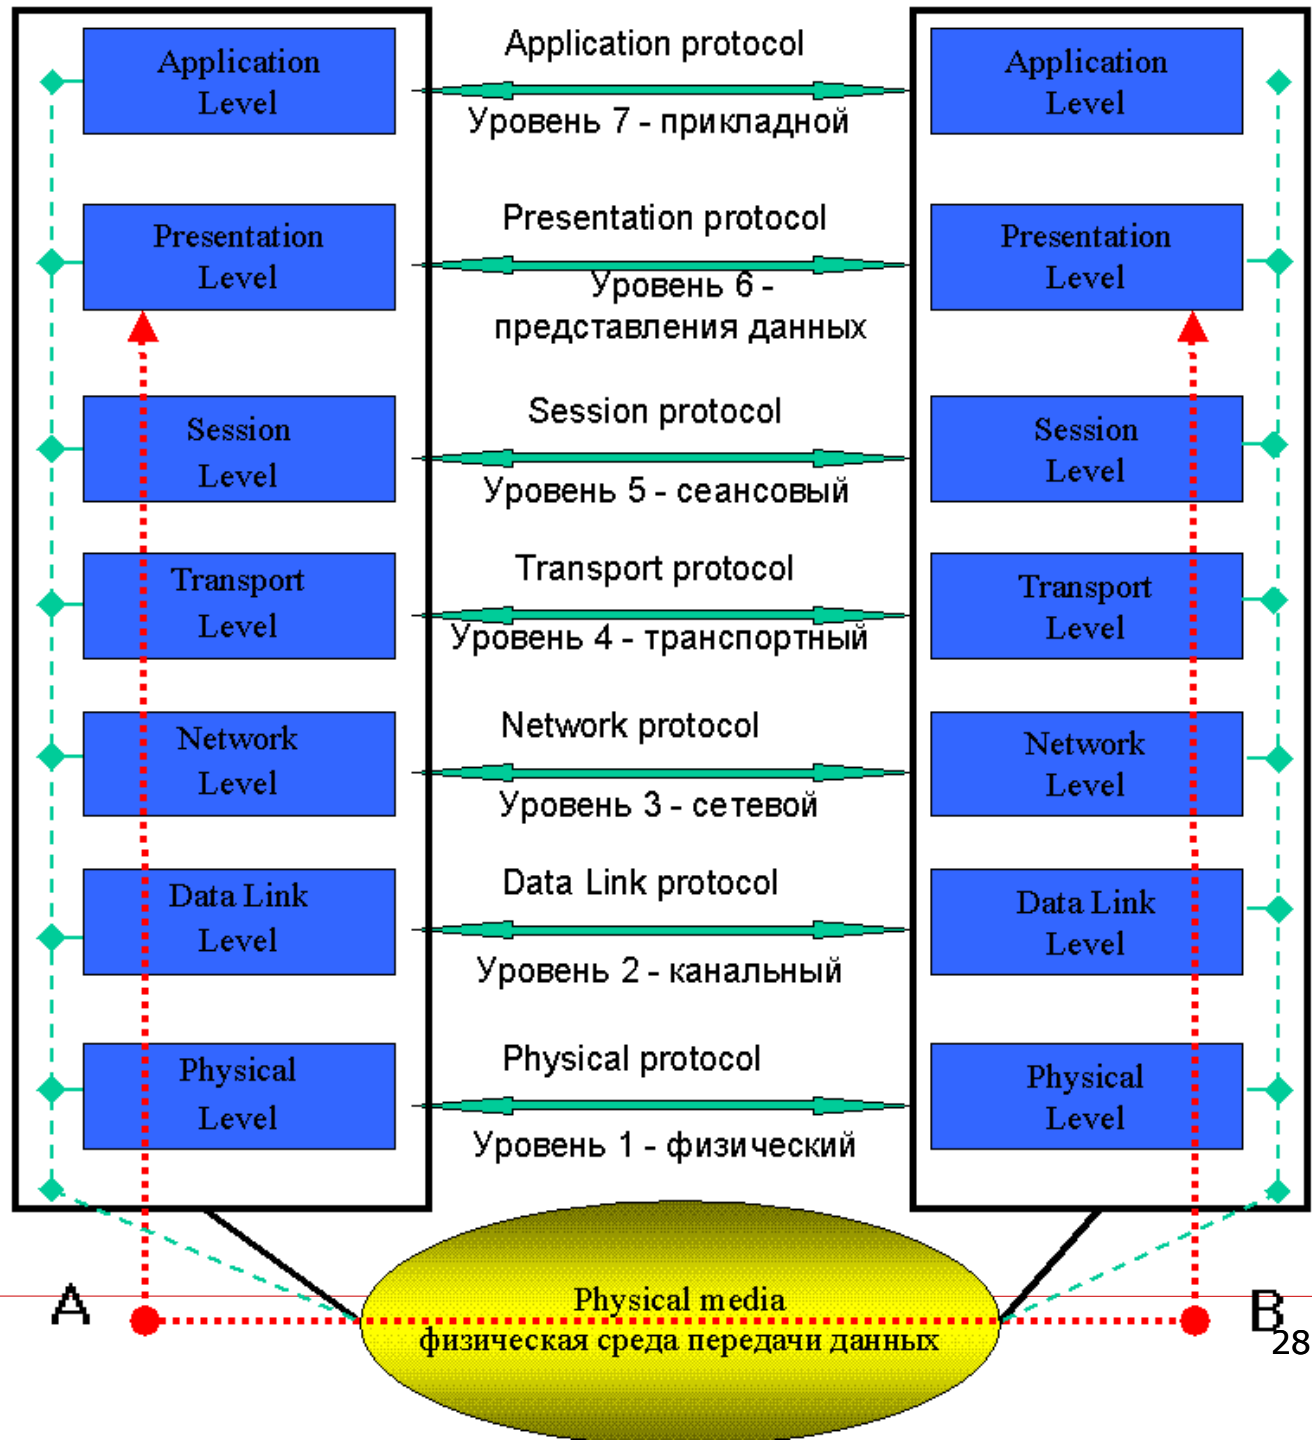 Application
Level
Application protocol
Уровень 7 - прикладной
Application
Level
Presentation
Level
Presentation protocol
Уровень 6 -
представления данных
Presentation
Level
Session
Level
Session protocol
Уровень 5 - сеансовый
Session
Level
Transport
Level
Transport protocol
Уровень 4 - транспортный
Transport
Level
Network
Level
Network protocol
Уровень 3 - сетевой
Network
Level
Data Link
Level
Data Link protocol
Уровень 2 - канальный
Data Link
Level
Physical
Level
Physical protocol
Уровень 1 - физический
Physical
Level
A
Physical media
физическая среда передачи данных
B
28